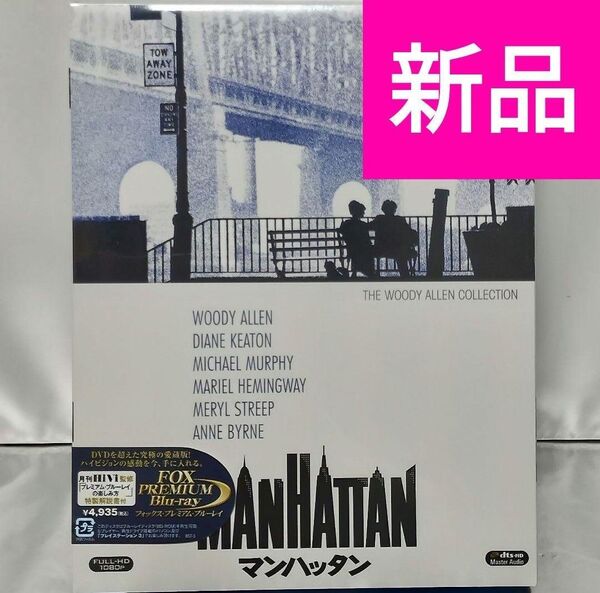 新品
TOW
AWAY
ZONE
NO
THE WOODY ALLEN COLLECTION
WOODY ALLEN
DIANE KEATON
MICHAEL MURPHY
MARIEL HEMINGWAY
MERYL STREEP
ANNE BYRNE
DVDを超えた究極の愛蔵版!
ハイビジョンの感動を今、手に入れる。
月刊HiVi監修
「プレミアム・ブルーレイ」
の楽しみ方
特製解説書付
FOX
PREMIUM
Blu-ray
フォックス・プレミアム・ブルーレイ
¥4,935(税込)
MANHATTAN
マンハッタン
FULL-HD
1080P
dts-HD
Master Audio